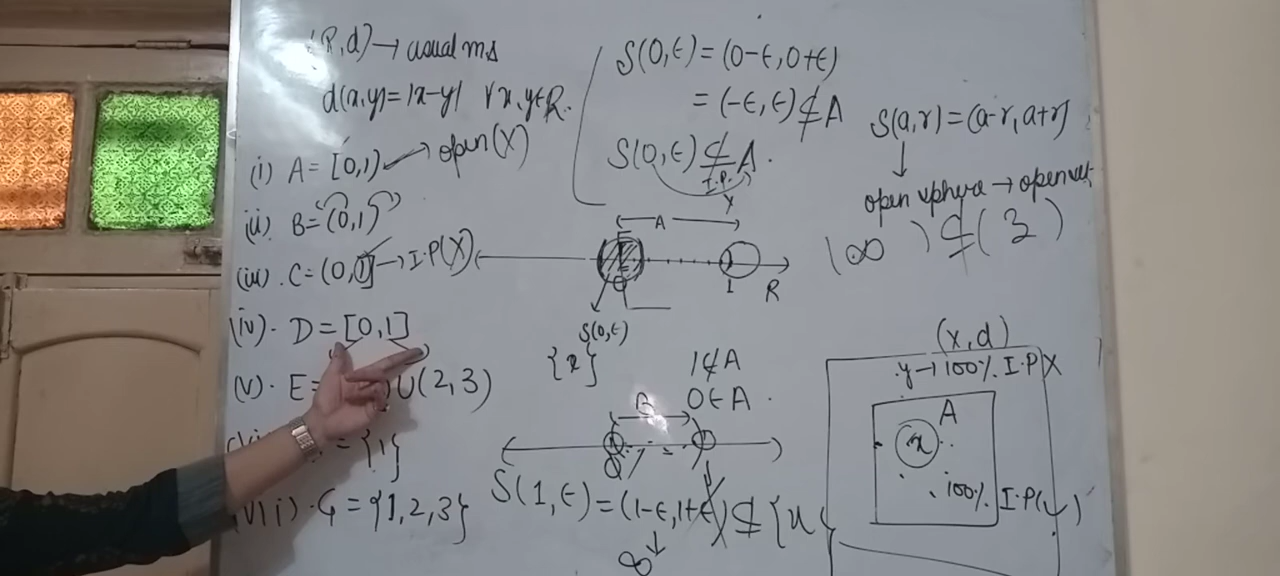 (R,d)→ usual ms
d(x,y)=|x-y| ∀x,y∈R.
(i) A= [0,1) → open(X)
(ii). B= (0,1)
(iii). C= (0,1] → I.P(X)
(iv). D= [0,1]
(v). E= U(2,3)
= {1}
(vii). G= {1,2,3}
S(0,ϵ)= (0-ϵ,0+ϵ)
= (-ϵ,ϵ)⊄A
S(0,ϵ)⊄A.
I.P.
A
0
1
R
S(0,ϵ)
{x}
1∉A
0∈A.
B
S(1,ϵ)= (1-ϵ,1+ϵ)⊈{
∞
S(a,r)= (a-r,a+r)
↓
open sphere → open set
(∞)⊄(3)
(x,d)
y→100% I.P X
A
x
100% I.P(✓)